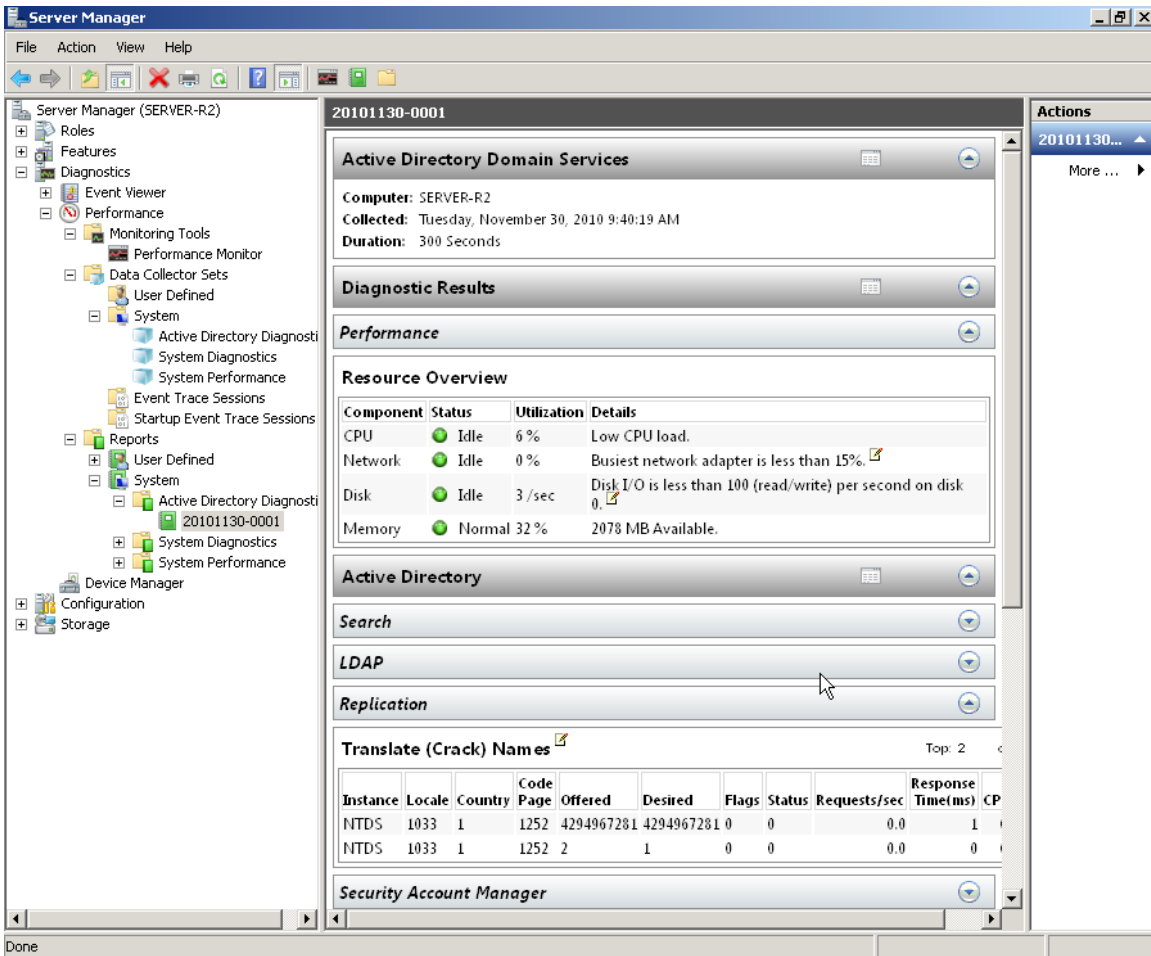 Server Manager
File Action View Help
Server Manager (SERVER-R2)
Roles
Features
Diagnostics
Event Viewer
Performance
Monitoring Tools
Performance Monitor
Data Collector Sets
User Defined
System
Active Directory Diagnosti
System Diagnostics
System Performance
Event Trace Sessions
Startup Event Trace Sessions
Reports
User Defined
System
Active Directory Diagnosti
20101130-0001
System Diagnostics
System Performance
Device Manager
Configuration
Storage
20101130-0001
Active Directory Domain Services
Computer: SERVER-R2
Collected: Tuesday, November 30, 2010 9:40:19 AM
Duration: 300 Seconds
Diagnostic Results
Performance
Resource Overview
Component Status Utilization Details
CPU Idle 6 % Low CPU load.
Network Idle 0 % Busiest network adapter is less than 15%.
Disk Idle 3 /sec Disk I/O is less than 100 (read/write) per second on disk
0.
Memory Normal 32 % 2078 MB Available.
Active Directory
Search
LDAP
Replication
Translate (Crack) Names Top: 2
Instance Locale Country Code Page Offered Desired Flags Status Requests/sec Response Time(ms) CP
NTDS 1033 1 1252 4294967281 4294967281 0 0 0.0 1
NTDS 1033 1 1252 2 1 0 0 0.0 0
Security Account Manager
Actions
20101130...
More ...
Done